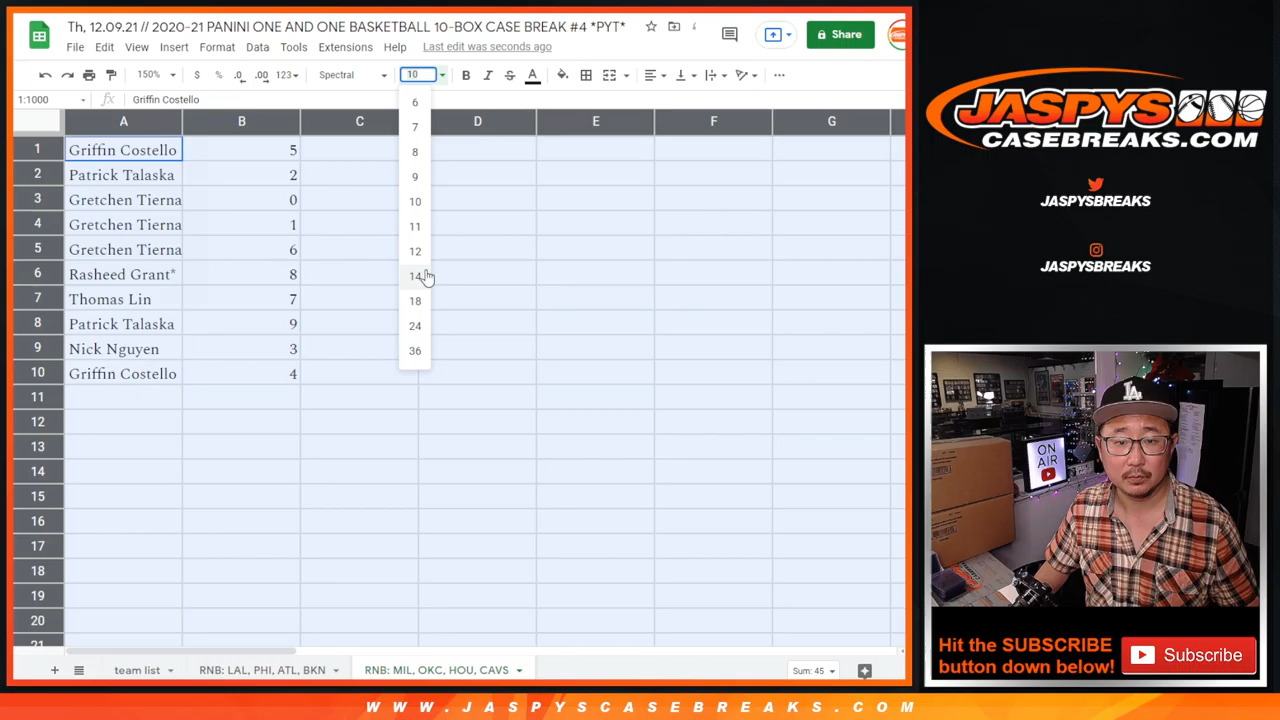 Th, 12.09.21 // 2020-21 PANINI ONE AND ONE BASKETBALL 10-BOX CASE BREAK #4 *PYT*
File Edit View Insert Format Data Tools Extensions Help Last edit was seconds ago
Share
150% $ % .0 .00 123 Spectral 10 B I S A
1:1000 fx Griffin Costello
A B C D E F G
1 Griffin Costello 5
2 Patrick Talaska 2
3 Gretchen Tierna 0
4 Gretchen Tierna 1
5 Gretchen Tierna 6
6 Rasheed Grant* 8
7 Thomas Lin 7
8 Patrick Talaska 9
9 Nick Nguyen 3
10 Griffin Costello 4
11
12
13
14
15
16
17
18
19
20
21
6
7
8
9
10
11
12
14
18
24
36
team list RNB: LAL, PHI, ATL, BKN RNB: MIL, OKC, HOU, CAVS Sum: 45
JASPYS
CASEBREAKS.COM
JASPYSBREAKS
JASPYSBREAKS
ON
AIR
LA
Hit the SUBSCRIBE
button down below!
Subscribe
WWW.JASPYSCASEBREAKS.COM